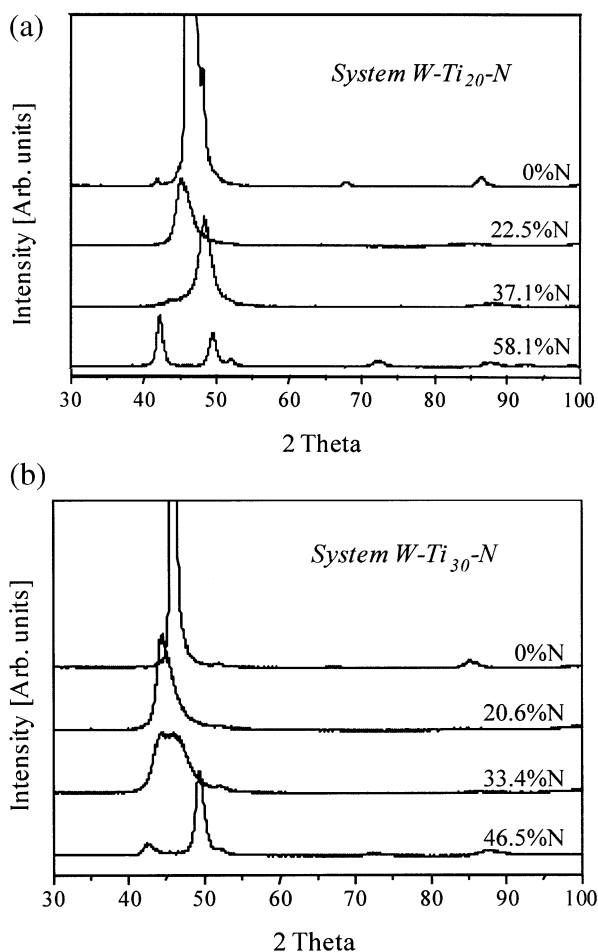 (a)
System W-Ti20-N
0%N
22.5%N
37.1%N
58.1%N
Intensity [Arb. units]
30 40 50 60 70 80 90 100
2 Theta
(b)
System W-Ti30-N
0%N
20.6%N
33.4%N
46.5%N
Intensity [Arb. units]
30 40 50 60 70 80 90 100
2 Theta